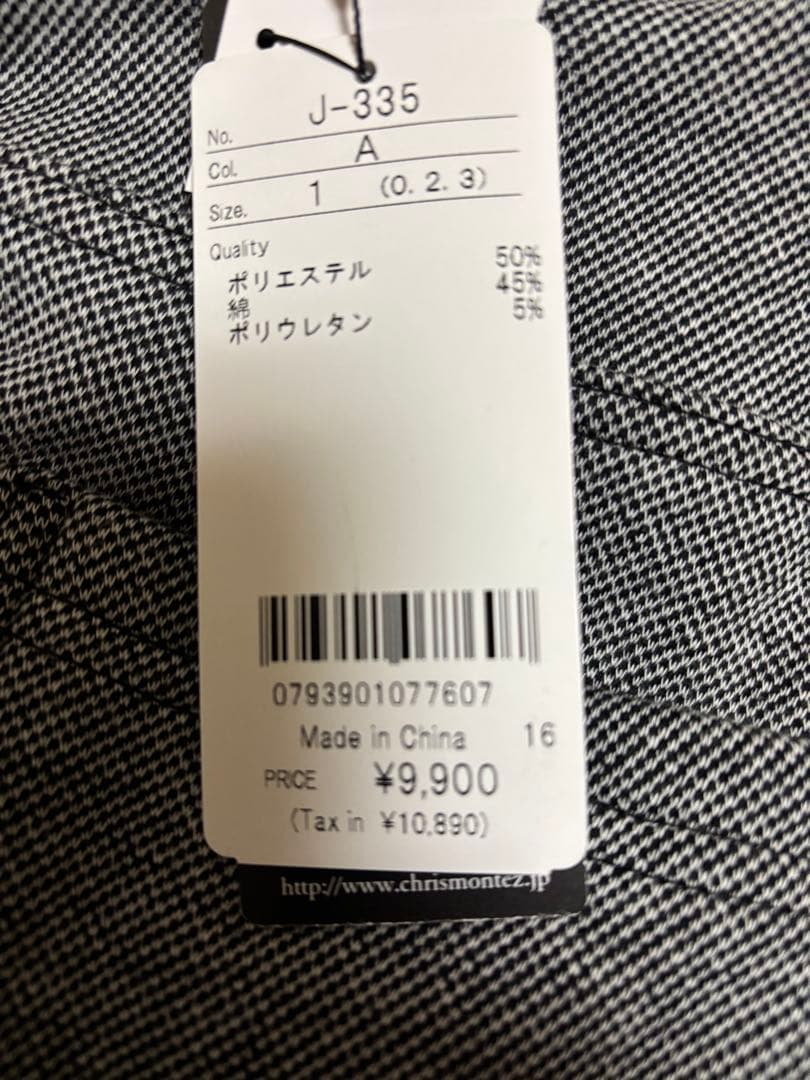 No. J-335
Col. A
Size. 1 (0. 2. 3)
Quality
ポリエステル 50%
綿 45%
ポリウレタン 5%
0793901077607
Made in China 16
PRICE ¥9,900
(Tax in ¥10,890)
http://www.chrismontez.jp